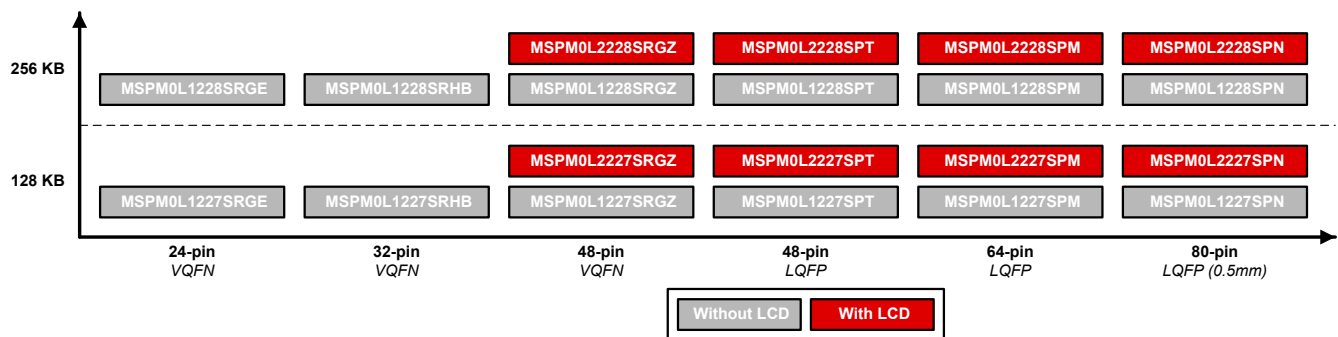 MSPM0L2228SRGZ MSPM0L2228SPT MSPM0L2228SPM MSPM0L2228SPN
256 KB
MSPM0L1228SRGE MSPM0L1228SRHB MSPM0L1228SRGZ MSPM0L1228SPT MSPM0L1228SPM MSPM0L1228SPN
MSPM0L2227SRGZ MSPM0L2227SPT MSPM0L2227SPM MSPM0L2227SPN
128 KB
MSPM0L1227SRGE MSPM0L1227SRHB MSPM0L1227SRGZ MSPM0L1227SPT MSPM0L1227SPM MSPM0L1227SPN
24-pin 32-pin 48-pin 48-pin 64-pin 80-pin
VQFN VQFN VQFN LQFP LQFP LQFP (0.5mm)
Without LCD With LCD